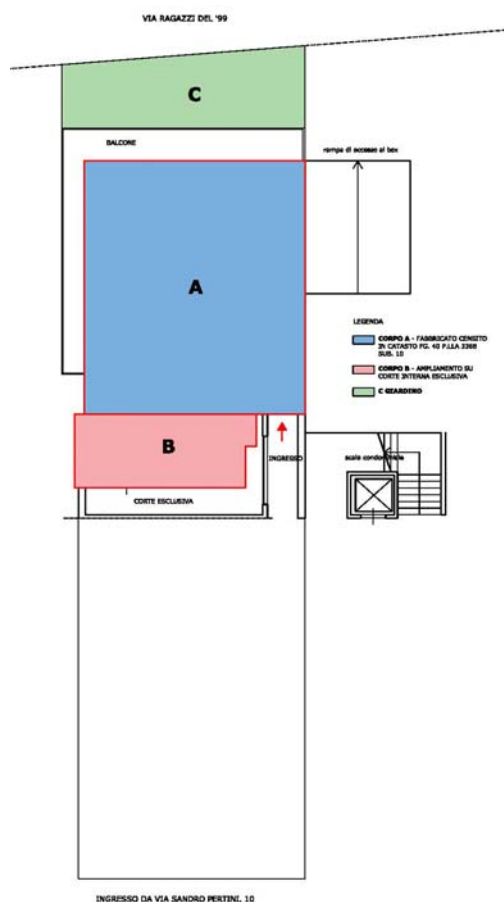 VIA RAGAZZI DEL '99
C
BALCONE
rampa di accesso al box
A
LEGENDA
CORPO A - FABBRICATO CENSITO
IN CATASTO FG. 40 P.LLA 3368
SUB. 10
CORPO B - AMPLIAMENTO SU
CORTE INTERNA ESCLUSIVA
C GIARDINO
B
INGRESSO
scala condominiale
CORTE ESCLUSIVA
INGRESSO DA VIA SANDRO PERTINI, 10